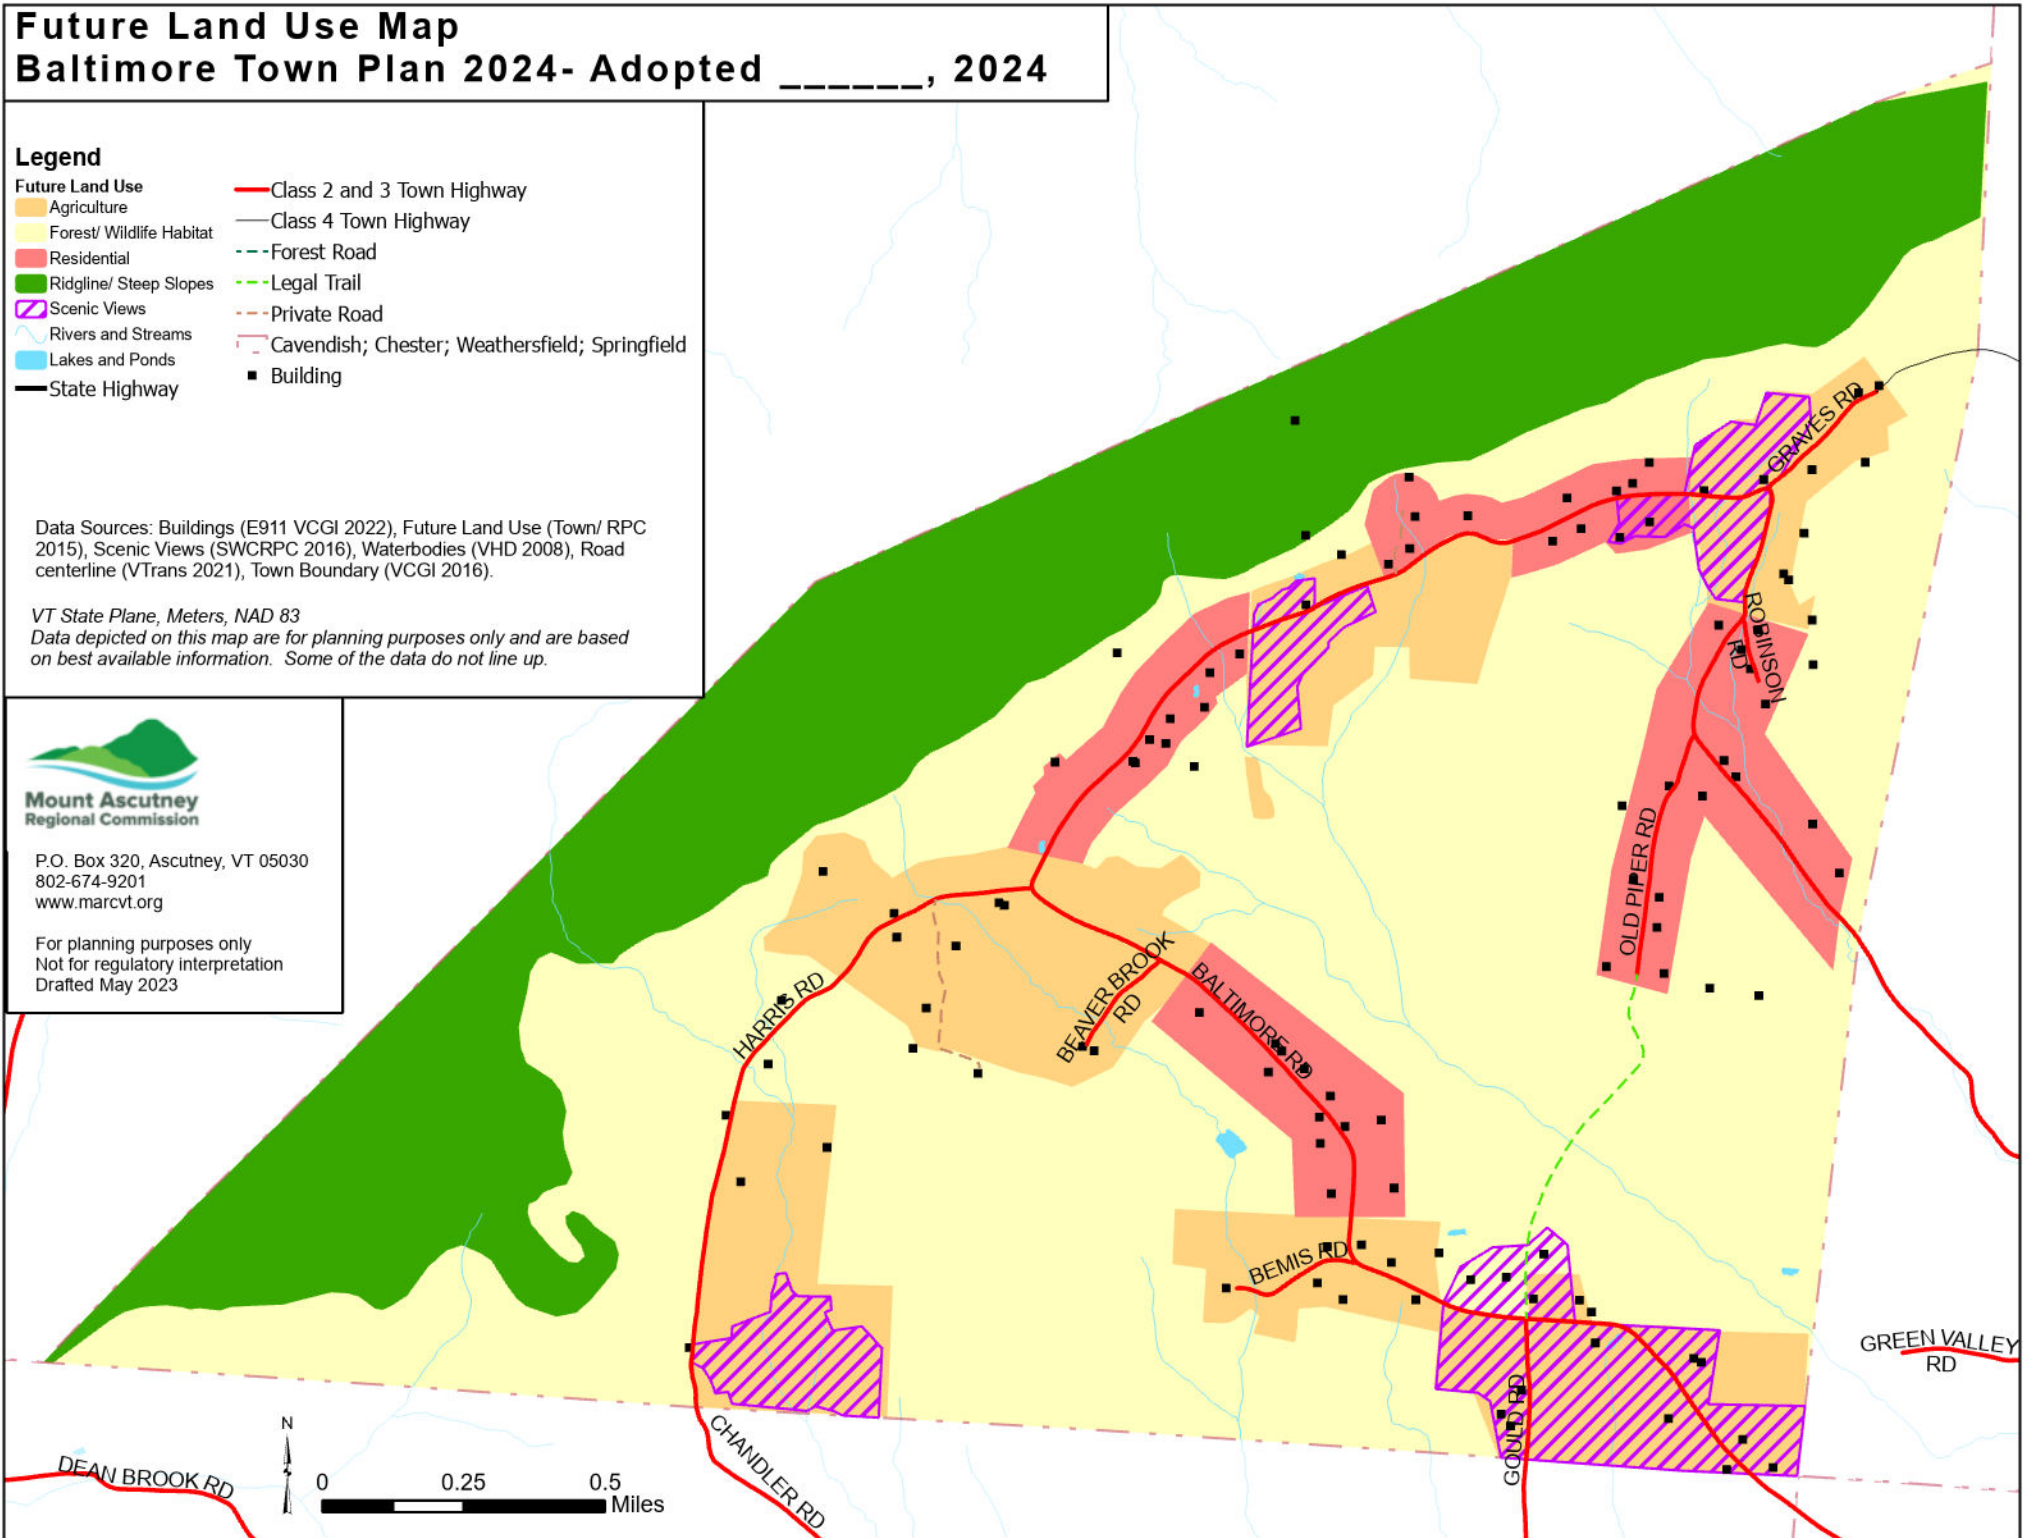 Future Land Use Map
Baltimore Town Plan 2024- Adopted ______, 2024
Legend
Future Land Use
Agriculture
Forest/ Wildlife Habitat
Residential
Ridgline/ Steep Slopes
Scenic Views
Rivers and Streams
Lakes and Ponds
State Highway
Class 2 and 3 Town Highway
Class 4 Town Highway
Forest Road
Legal Trail
Private Road
Cavendish; Chester; Weathersfield; Springfield
Building
Data Sources: Buildings (E911 VCGI 2022), Future Land Use (Town/ RPC
2015), Scenic Views (SWCRPC 2016), Waterbodies (VHD 2008), Road
centerline (VTrans 2021), Town Boundary (VCGI 2016).
VT State Plane, Meters, NAD 83
Data depicted on this map are for planning purposes only and are based
on best available information. Some of the data do not line up.
Mount Ascutney
Regional Commission
P.O. Box 320, Ascutney, VT 05030
802-674-9201
www.marcvt.org
For planning purposes only
Not for regulatory interpretation
Drafted May 2023
GRAVES RD
ROBINSON
RD
OLD PIPER RD
BEAVER BROOK
RD
BALTIMORE RD
HARRIS RD
BEMIS RD
GREEN VALLEY
RD
GOULD RD
CHANDLER RD
DEAN BROOK RD
N
0 0.25 0.5
Miles